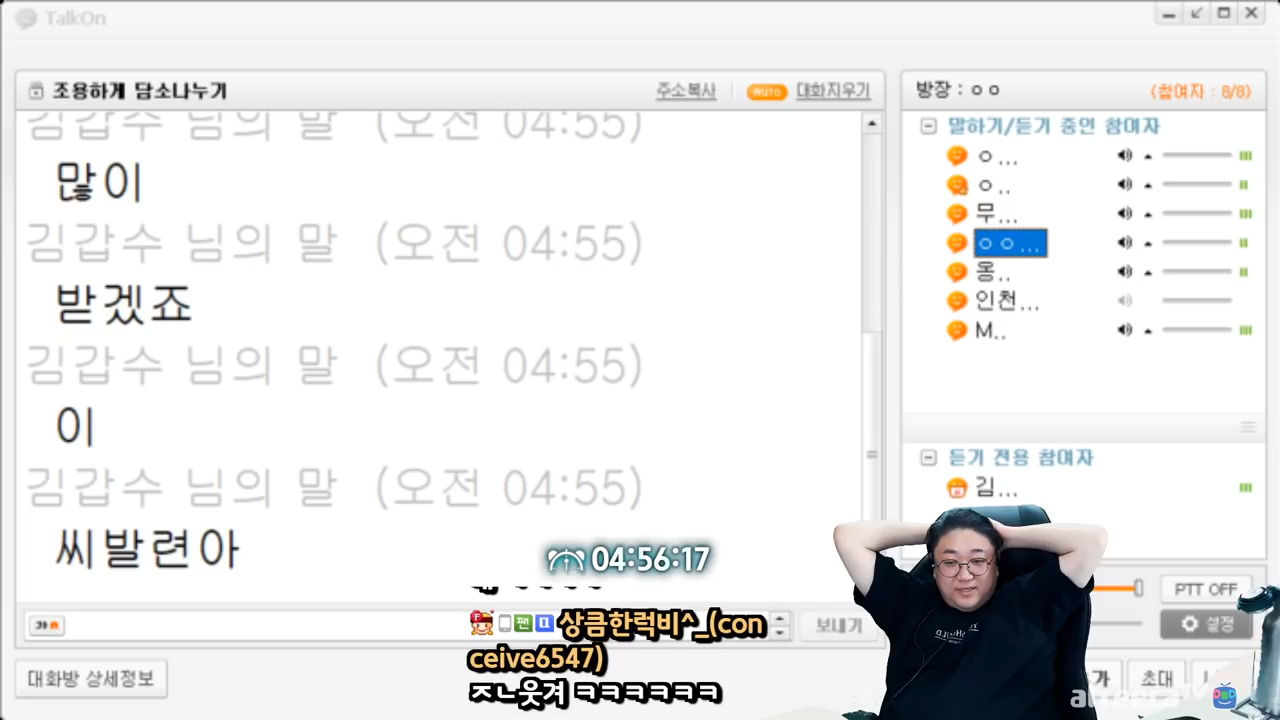 TalkOn
조용하게 담소나누기
주소복사
AUTO
대화지우기
김갑수 님의 말 (오전 04:55)
많이
김갑수 님의 말 (오전 04:55)
받겠죠
김갑수 님의 말 (오전 04:55)
이
김갑수 님의 말 (오전 04:55)
씨발련아
방장 : ㅇㅇ
(참여자 : 8/8)
말하기/듣기 중인 참여자
ㅇ...
ㅇ..
무...
ㅇㅇ...
옹..
인천...
M..
듣기 전용 참여자
김...
PTT OFF
설정
초대
04:56:17
가
보내기
팬
상큼한럭비^_(con
ceive6547)
ㅈㄴ웃겨 ㅋㅋㅋㅋㅋㅋ
대화방 상세정보
afreecaTV